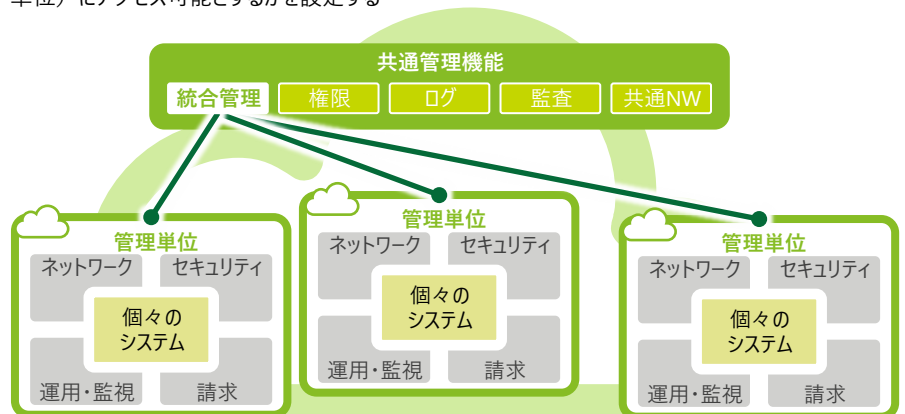 単位）にアクセス可能とするかを設定する
共通管理機能
統合管理 権限 ログ 監査 共通NW
管理単位
ネットワーク セキュリティ
個々の
システム
運用・監視 請求
管理単位
ネットワーク セキュリティ
個々の
システム
運用・監視 請求
管理単位
ネットワーク セキュリティ
個々の
システム
運用・監視 請求